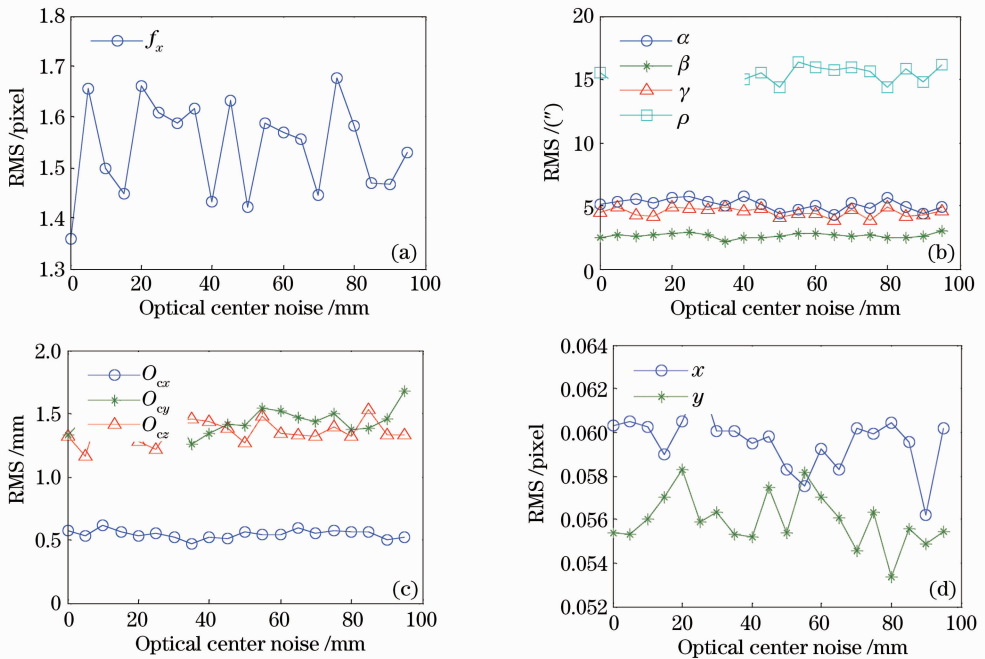 1.8
1.7
1.6
1.5
1.4
1.3
RMS /pixel
f_x
(a)
0 20 40 60 80 100
Optical center noise /mm
20
15
10
5
0
RMS /(″)
α
β
γ
ρ
(b)
0 20 40 60 80 100
Optical center noise /mm
2.0
1.5
1.0
0.5
0
RMS /mm
O_cx
O_cy
O_cz
(c)
0 20 40 60 80 100
Optical center noise /mm
0.064
0.062
0.060
0.058
0.056
0.054
0.052
RMS /pixel
x
y
(d)
0 20 40 60 80 100
Optical center noise /mm